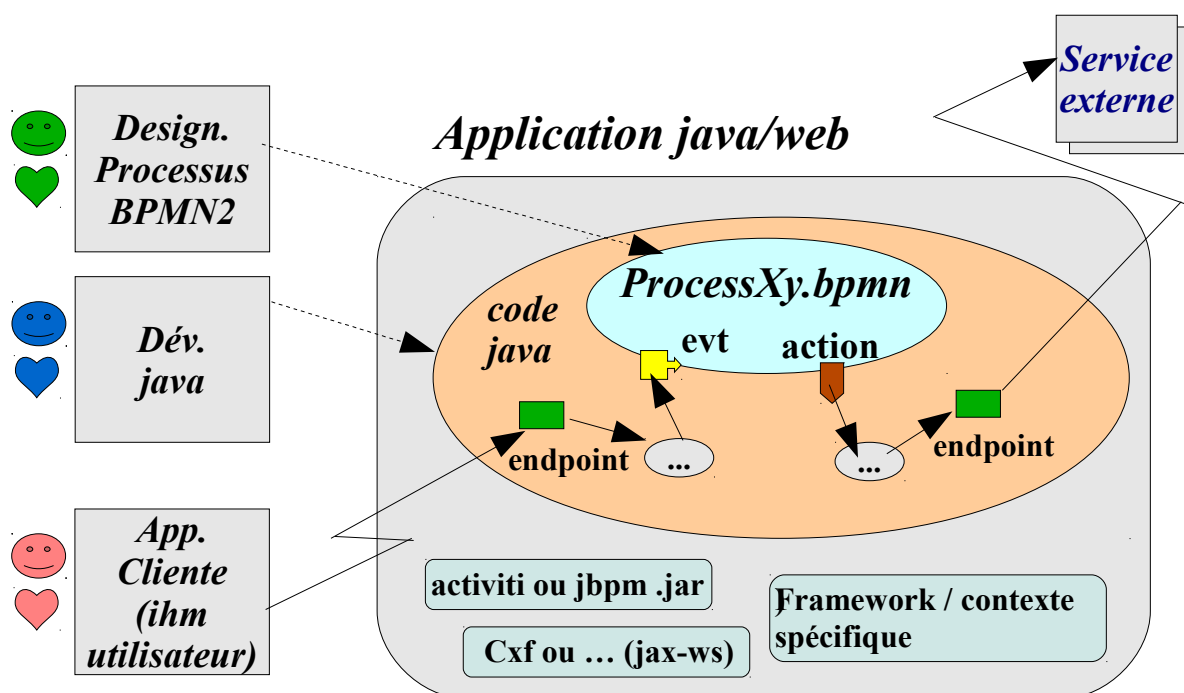 Service
externe
Design.
Processus
BPMN2
Application java/web
ProcessXy.bpmn
code
java
evt
action
Dév.
java
endpoint
...
...
endpoint
App.
Cliente
(ihm
utilisateur)
activiti ou jbpm .jar
Framework / contexte
spécifique
Cxf ou … (jax-ws)